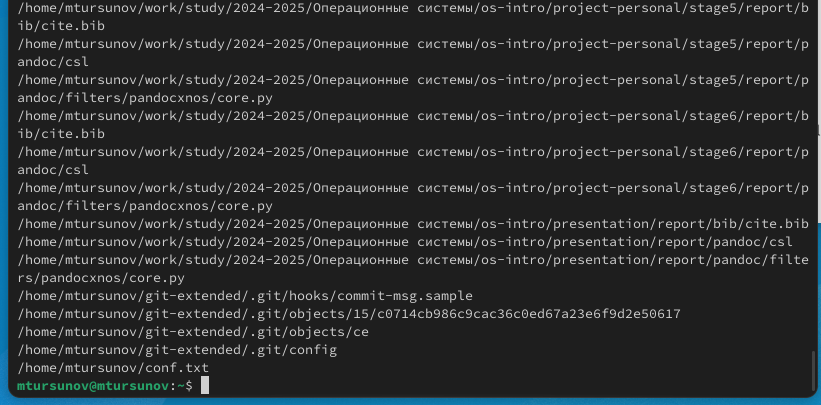 /home/mtursunov/work/study/2024-2025/Операционные системы/os-intro/project-personal/stage5/report/b
ib/cite.bib
/home/mtursunov/work/study/2024-2025/Операционные системы/os-intro/project-personal/stage5/report/p
andoc/csl
/home/mtursunov/work/study/2024-2025/Операционные системы/os-intro/project-personal/stage5/report/p
andoc/filters/pandocxnos/core.py
/home/mtursunov/work/study/2024-2025/Операционные системы/os-intro/project-personal/stage6/report/b
ib/cite.bib
/home/mtursunov/work/study/2024-2025/Операционные системы/os-intro/project-personal/stage6/report/p
andoc/csl
/home/mtursunov/work/study/2024-2025/Операционные системы/os-intro/project-personal/stage6/report/p
andoc/filters/pandocxnos/core.py
/home/mtursunov/work/study/2024-2025/Операционные системы/os-intro/presentation/report/bib/cite.bib
/home/mtursunov/work/study/2024-2025/Операционные системы/os-intro/presentation/report/pandoc/csl
/home/mtursunov/work/study/2024-2025/Операционные системы/os-intro/presentation/report/pandoc/filte
rs/pandocxnos/core.py
/home/mtursunov/git-extended/.git/hooks/commit-msg.sample
/home/mtursunov/git-extended/.git/objects/15/c0714cb986c9cac36c0ed67a23e6f9d2e50617
/home/mtursunov/git-extended/.git/objects/ce
/home/mtursunov/git-extended/.git/config
/home/mtursunov/conf.txt
mtursunov@mtursunov:~$